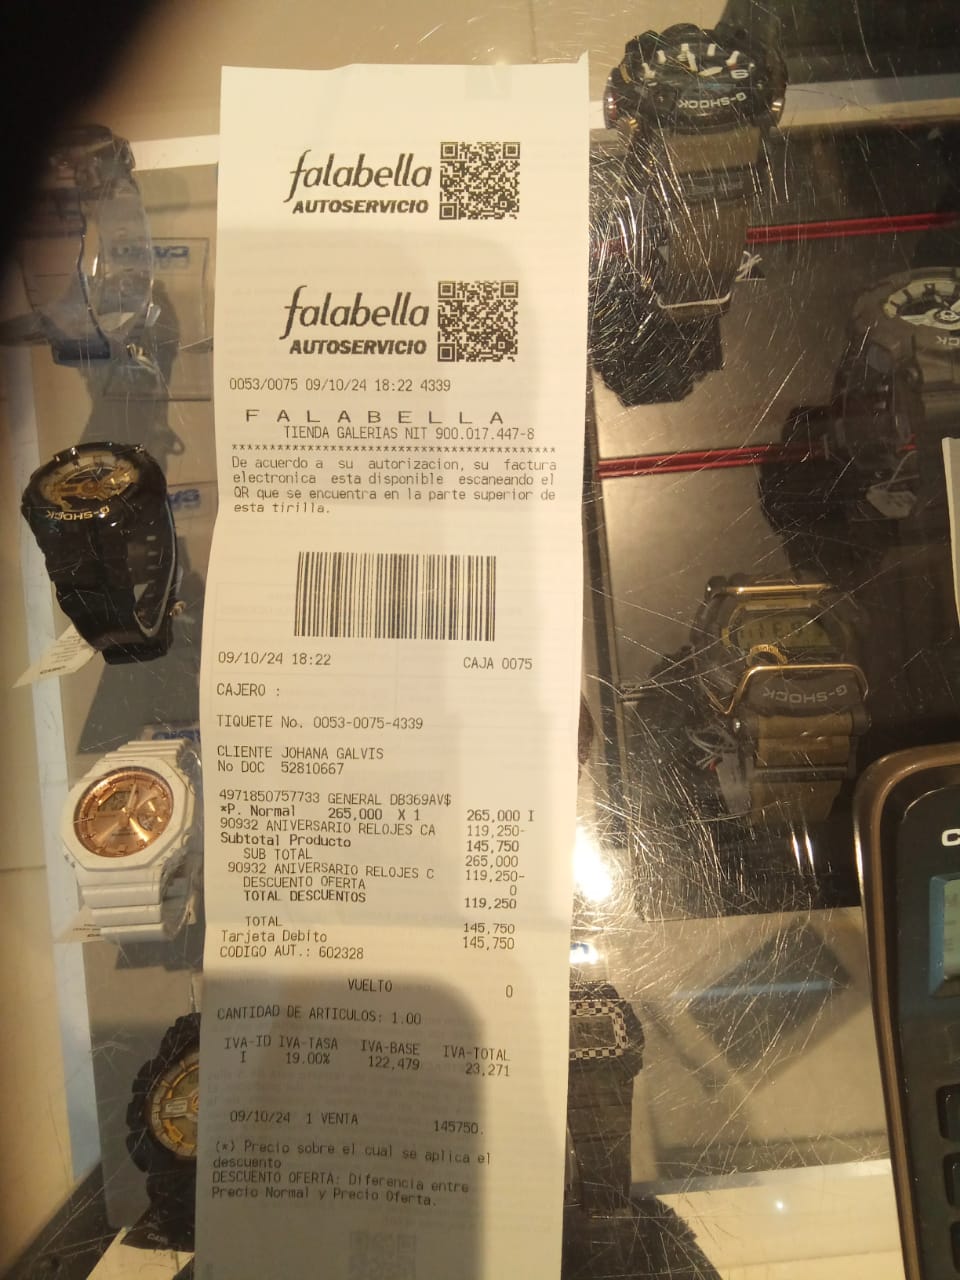 falabella
AUTOSERVICIO
falabella
AUTOSERVICIO
0053/0075 09/10/24 18:22 4339
F A L A B E L L A
TIENDA GALERIAS NIT 900.017.447-8
De acuerdo a su autorizacion, su factura
electronica esta disponible escaneando el
QR que se encuentra en la parte superior de
esta tirilla.
09/10/24 18:22 CAJA 0075
CAJERO :
TIQUETE No. 0053-0075-4339
CLIENTE JOHANA GALVIS
No DOC 52810667
4971850757733 GENERAL DB369AV$
*P. Normal 265,000 X 1 265,000 I
90932 ANIVERSARIO RELOJES CA 119,250-
Subtotal Producto 145,750
SUB TOTAL 265,000
90932 ANIVERSARIO RELOJES C 119,250-
DESCUENTO OFERTA 0
TOTAL DESCUENTOS 119,250
TOTAL 145,750
Tarjeta Debito 145,750
CODIGO AUT.: 602328
VUELTO 0
CANTIDAD DE ARTICULOS: 1.00
IVA-ID IVA-TASA IVA-BASE IVA-TOTAL
I 19.00% 122,479 23,271
09/10/24 1 VENTA 145750.
(*) Precio sobre el cual se aplica el
descuento
DESCUENTO OFERTA: Diferencia entre
Precio Normal y Precio Oferta.
G-SHOCK
G-SHOCK
G-SHOCK
CASIO